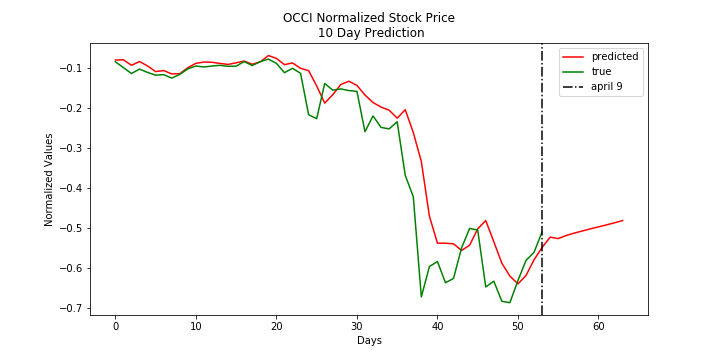 OCCI Normalized Stock Price
10 Day Prediction
predicted
true
april 9
Normalized Values
−0.1
−0.2
−0.3
−0.4
−0.5
−0.6
−0.7
0 10 20 30 40 50 60
Days